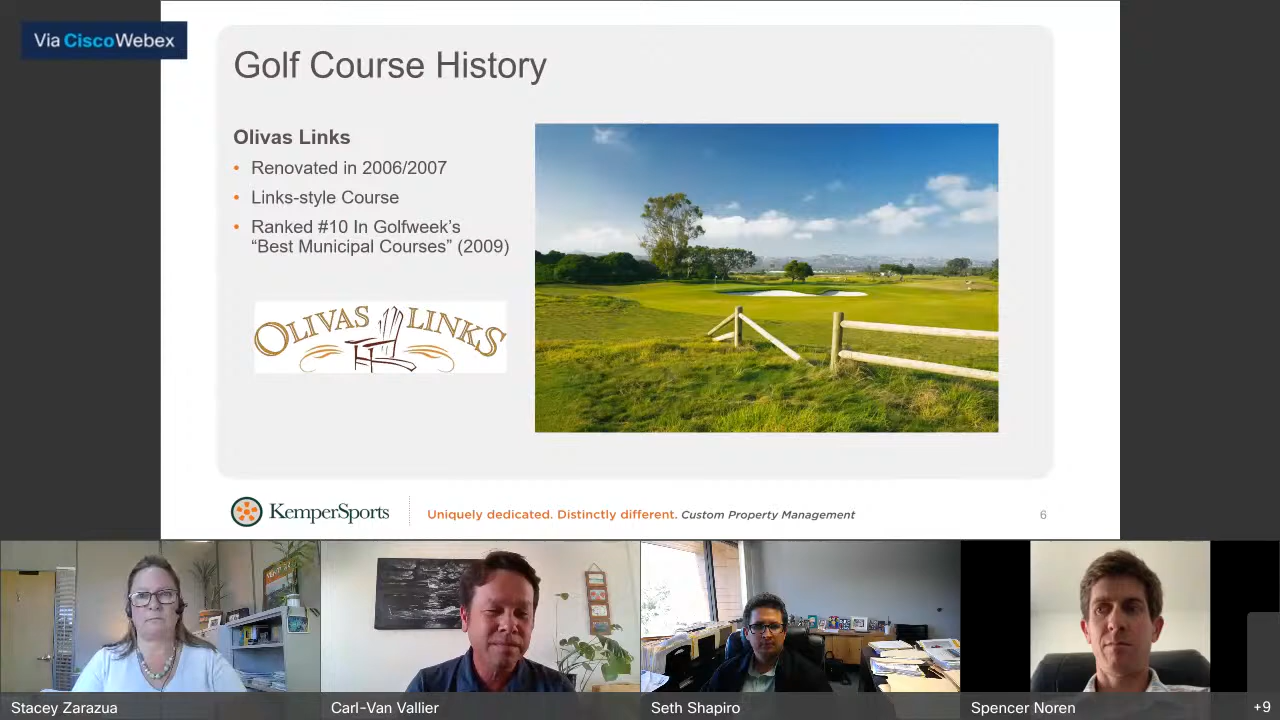 Via CiscoWebex
Golf Course History
Olivas Links
• Renovated in 2006/2007
• Links-style Course
• Ranked #10 In Golfweek's
“Best Municipal Courses” (2009)
OLIVAS LINKS
KemperSports
Uniquely dedicated. Distinctly different. Custom Property Management
6
Stacey Zarazua
Carl-Van Vallier
Seth Shapiro
Spencer Noren
+9